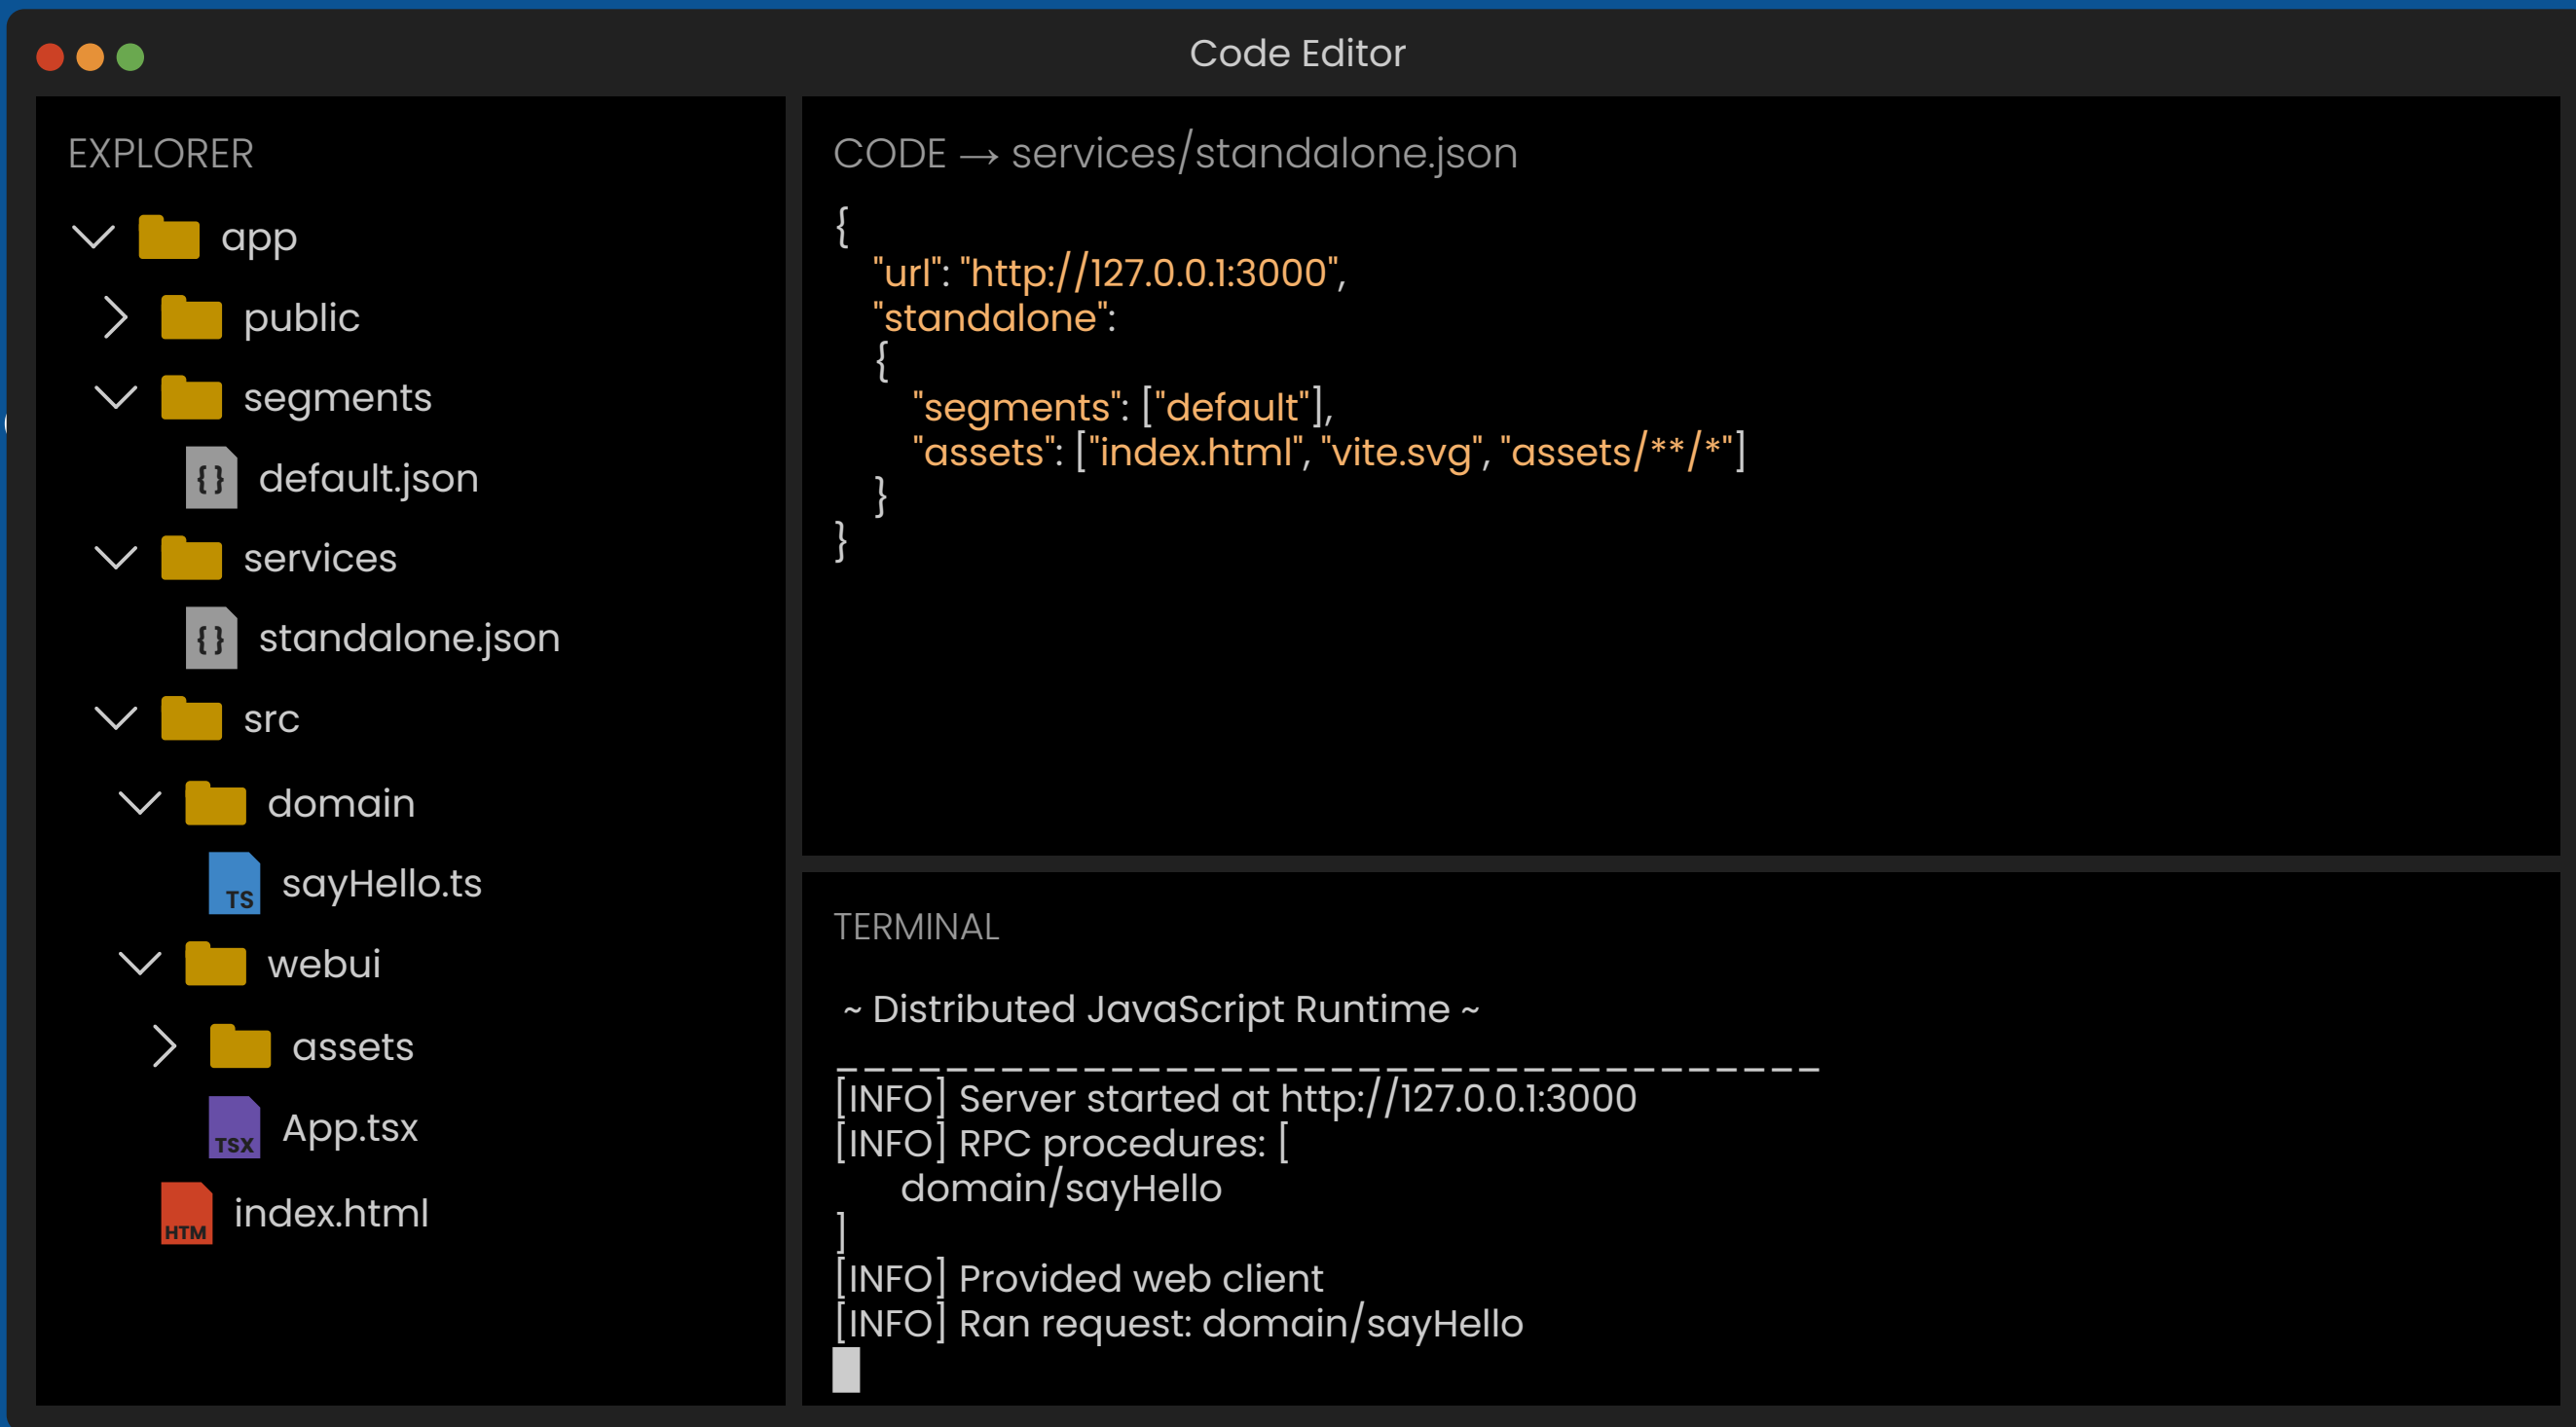 Code Editor
EXPLORER
app
public
segments
{ } default.json
services
{ } standalone.json
src
domain
TS sayHello.ts
webui
assets
TSX App.tsx
HTM index.html
CODE → services/standalone.json
{
"url": "http://127.0.0.1:3000",
"standalone":
{
"segments": ["default"],
"assets": ["index.html", "vite.svg", "assets/**/*"]
}
}
TERMINAL
~ Distributed JavaScript Runtime ~
____________________________________
[INFO] Server started at http://127.0.0.1:3000
[INFO] RPC procedures: [
domain/sayHello
]
[INFO] Provided web client
[INFO] Ran request: domain/sayHello